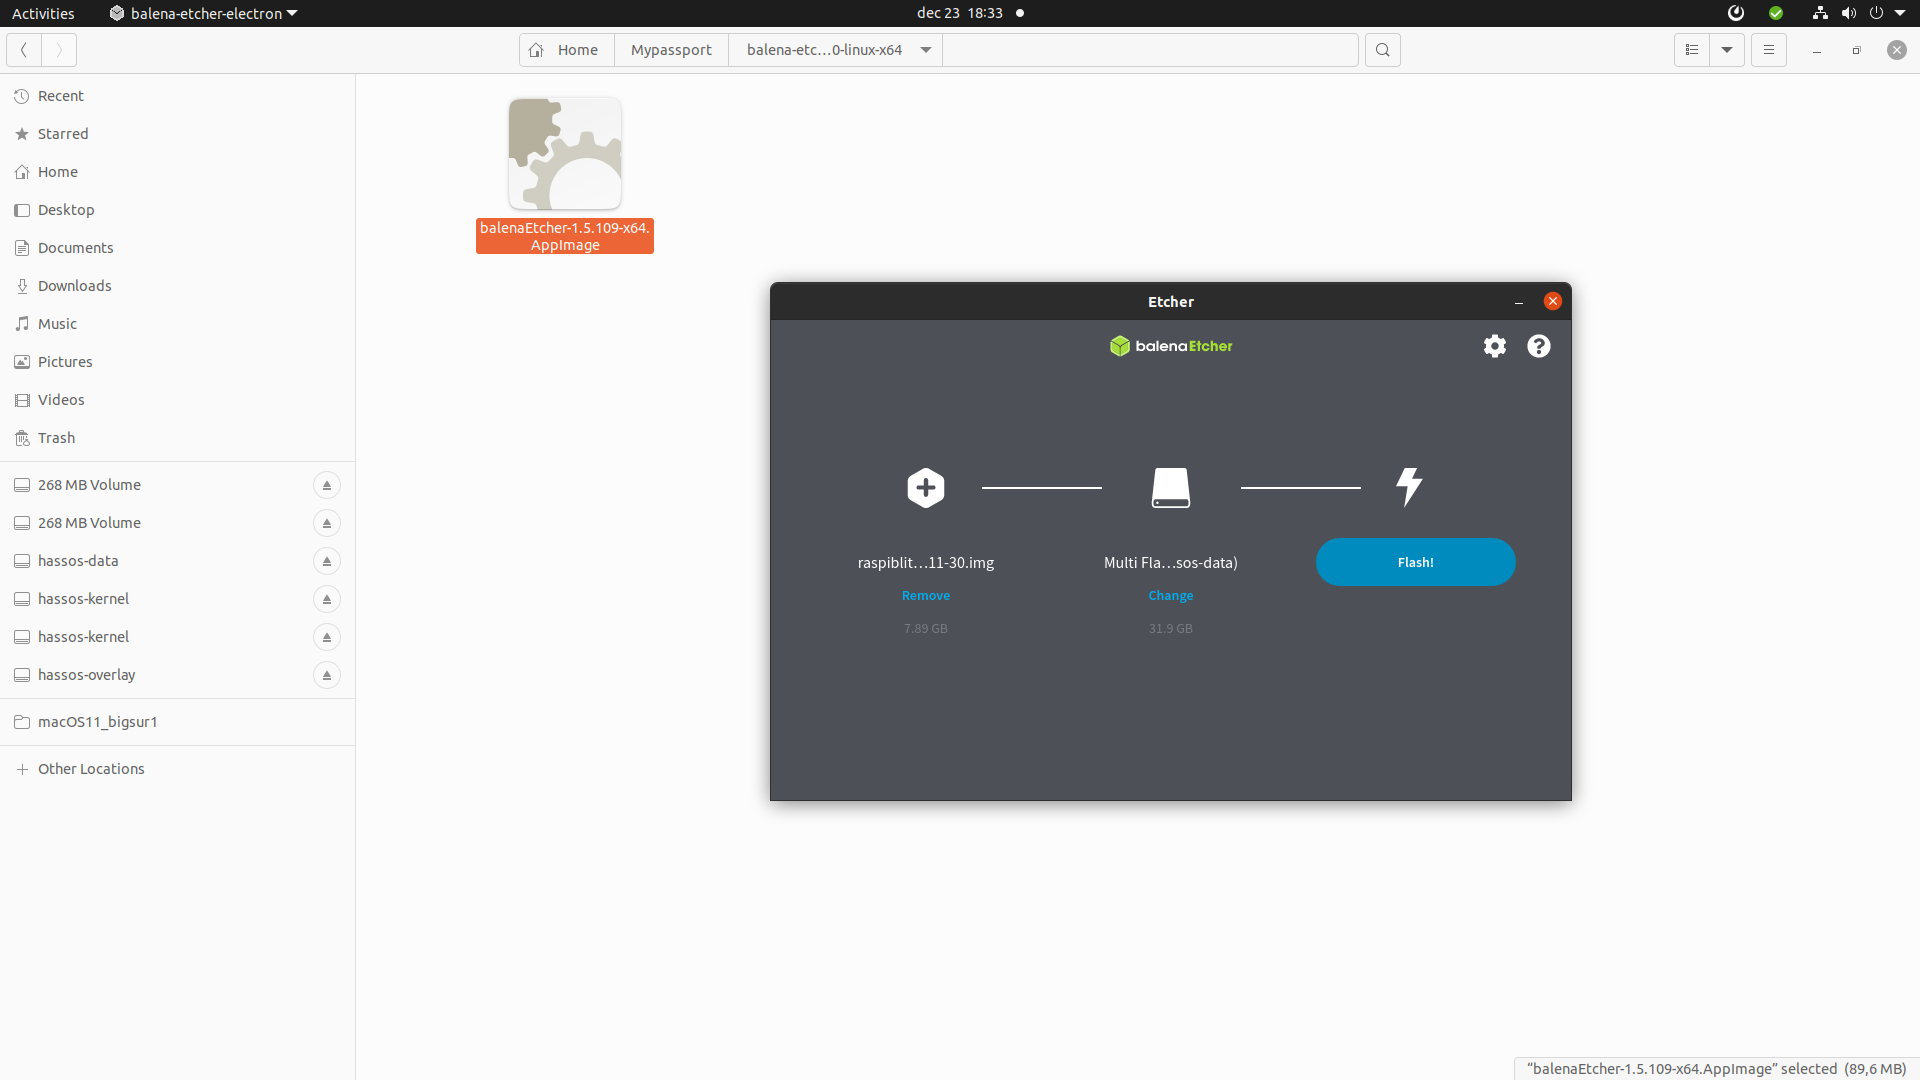 Activities
balena-etcher-electron
dec 23 18:33
Home
Mypassport
balena-etc...0-linux-x64
Recent
Starred
Home
Desktop
Documents
Downloads
Music
Pictures
Videos
Trash
268 MB Volume
268 MB Volume
hassos-data
hassos-kernel
hassos-kernel
hassos-overlay
macOS11_bigsur1
Other Locations
balenaEtcher-1.5.109-x64.
AppImage
Etcher
balenaEtcher
raspiblit...11-30.img
Remove
7.89 GB
Multi Fla...sos-data)
Change
31.9 GB
Flash!
“balenaEtcher-1.5.109-x64.AppImage” selected (89,6 MB)